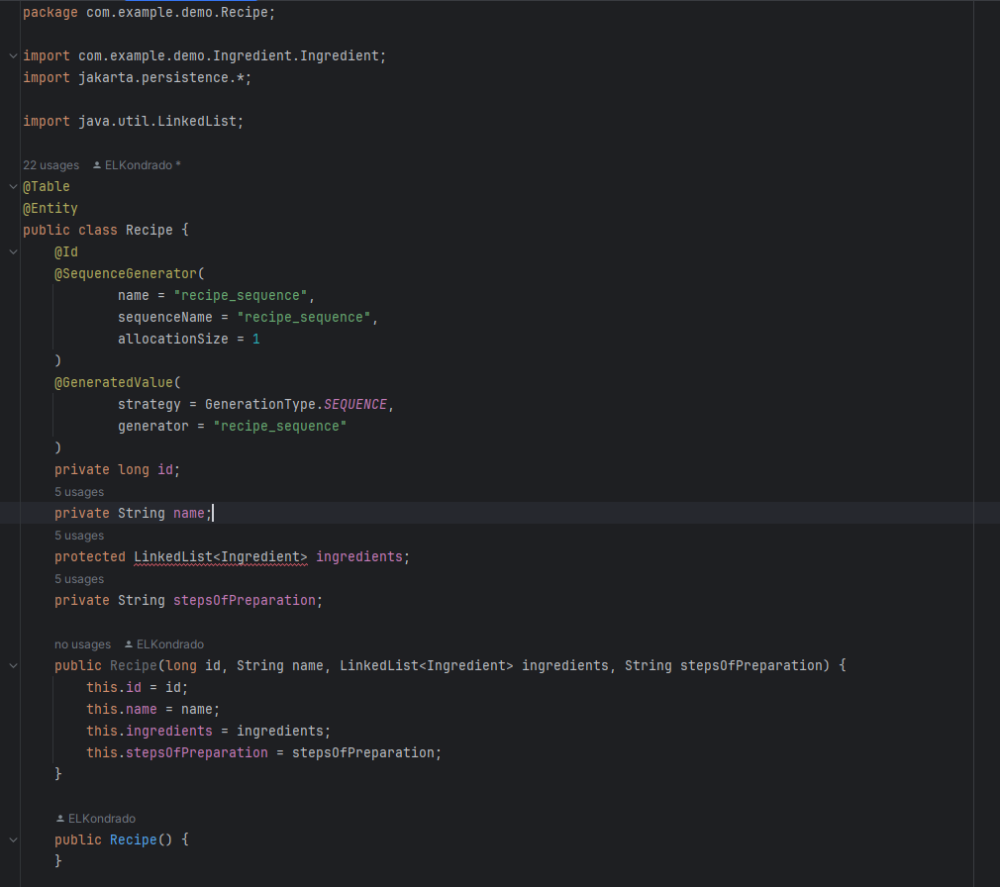 package com.example.demo.Recipe;
import com.example.demo.Ingredient.Ingredient;
import jakarta.persistence.*;
import java.util.LinkedList;
22 usages ELKondrado *
@Table
@Entity
public class Recipe {
@Id
@SequenceGenerator(
name = "recipe_sequence",
sequenceName = "recipe_sequence",
allocationSize = 1
)
@GeneratedValue(
strategy = GenerationType.SEQUENCE,
generator = "recipe_sequence"
)
private long id;
5 usages
private String name;
5 usages
protected LinkedList<Ingredient> ingredients;
5 usages
private String stepsOfPreparation;
no usages ELKondrado
public Recipe(long id, String name, LinkedList<Ingredient> ingredients, String stepsOfPreparation) {
this.id = id;
this.name = name;
this.ingredients = ingredients;
this.stepsOfPreparation = stepsOfPreparation;
}
ELKondrado
public Recipe() {
}